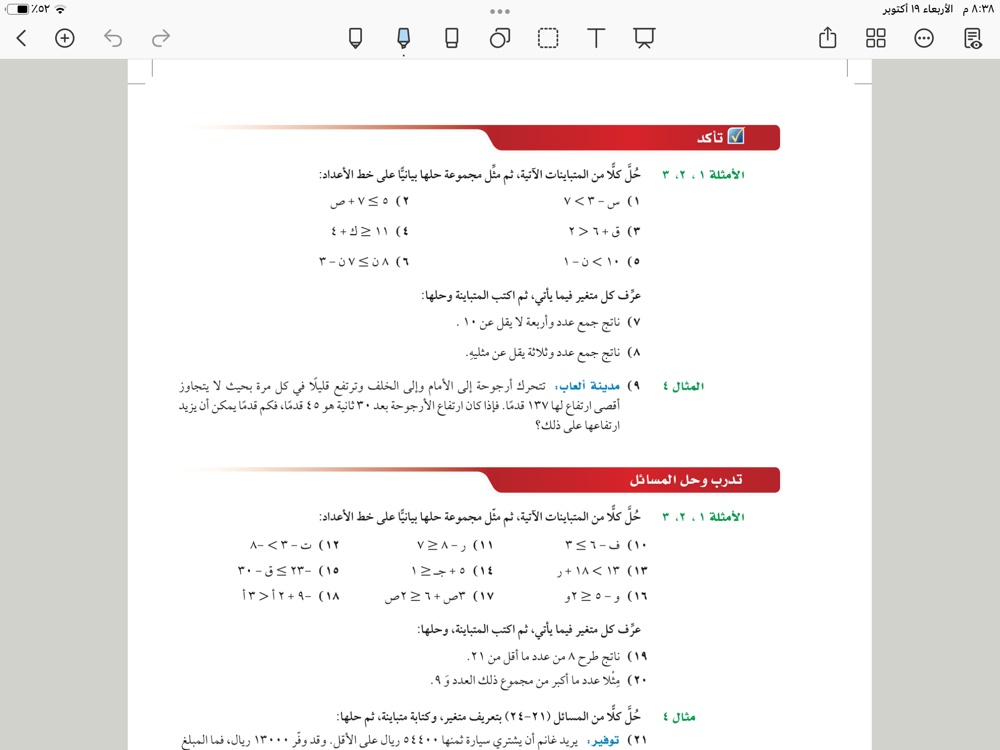 ٨:٣٨ م الأربعاء ١٩ أكتوبر
٥٢٪
تأكد
الأمثلة ١ ، ٢، ٣ حُلَّ كلًّا من المتباينات الآتية، ثم مثِّل مجموعة حلها بيانيًّا على خط الأعداد:
١) س – ٣ > ٧ ٢) ٥ ≥ ٧ + ص
٣) ق + ٦ < ٢ ٤) ١١ ≤ ك + ٤
٥) ١٠ > ن – ١ ٦) ٨ ن ≥ ٧ ن – ٣
عرِّف كل متغير فيما يأتي، ثم اكتب المتباينة وحلها:
٧) ناتج جمع عدد وأربعة لا يقل عن ١٠ .
٨) ناتج جمع عدد وثلاثة يقل عن مثليهِ.
المثال ٤ ٩) مدينة ألعاب: تتحرك أرجوحة إلى الأمام وإلى الخلف وترتفع قليلًا في كل مرة بحيث لا يتجاوز
أقصى ارتفاع لها ١٣٧ قدمًا. فإذا كان ارتفاع الأرجوحة بعد ٣٠ ثانية هو ٤٥ قدمًا، فكم قدمًا يمكن أن يزيد
ارتفاعها على ذلك؟
تدرب وحل المسائل
الأمثلة ١ ، ٢، ٣ حُلَّ كلًّا من المتباينات الآتية، ثم مثّل مجموعة حلها بيانيًّا على خط الأعداد:
١٠) ف – ٦ ≥ ٣ ١١) ر – ٨ ≤ ٧ ١٢) ت – ٣ > –٨
١٣) ١٣ > ١٨ + ر ١٤) ٥ + جـ ≤ ١ ١٥) –٢٣ ≥ ق – ٣٠
١٦) و – ٥ ≤ ٢و ١٧) ٣ص + ٦ ≤ ٢ص ١٨) –٩ + ٢ أ < ٣ أ
عرِّف كل متغير فيما يأتي، ثم اكتب المتباينة، وحلها:
١٩) ناتج طرح ٨ من عدد ما أقل من ٢١.
٢٠) مِثْلا عدد ما أكبر من مجموع ذلك العدد وَ ٩.
مثال ٤ حُلَّ كلًّا من المسائل (٢١–٢٤) بتعريف متغير، وكتابة متباينة، ثم حلها:
٢١) توفير: يريد غانم أن يشتري سيارة ثمنها ٥٤٤٠٠ ريال على الأقل. وقد وفّر ١٣٠٠٠ ريال، فما المبلغ